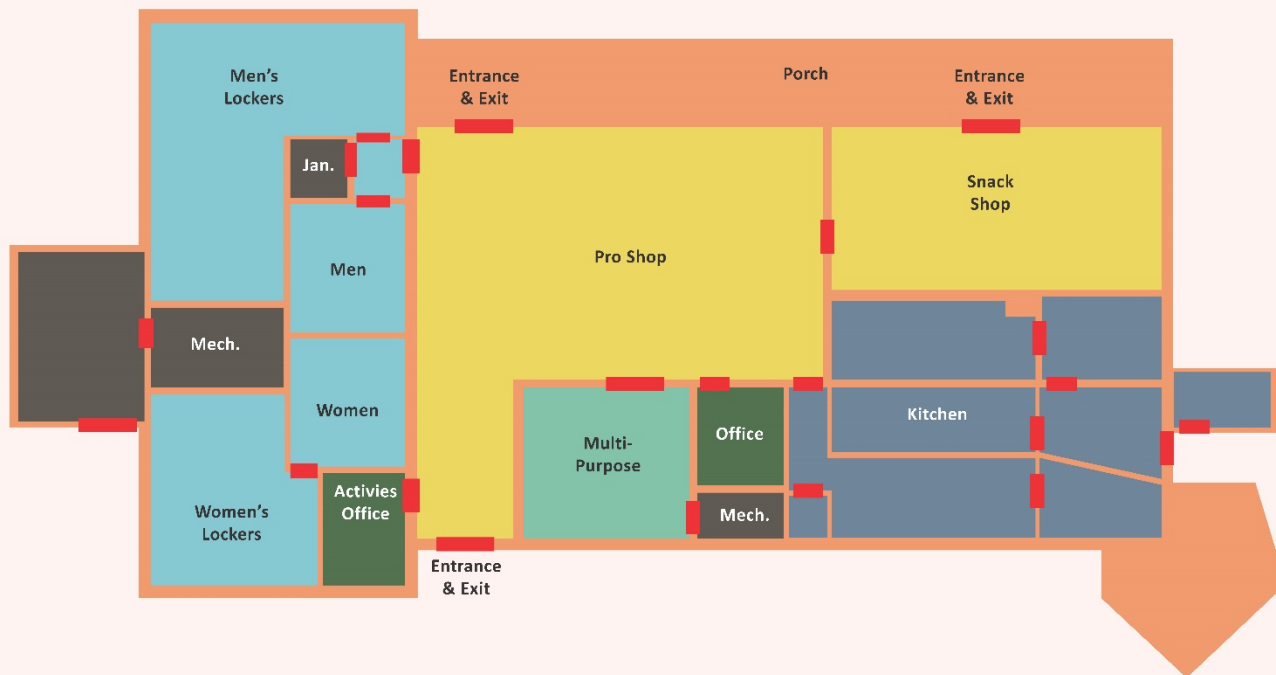 Men's
Lockers
Entrance
& Exit
Porch
Entrance
& Exit
Jan.
Snack
Shop
Men
Pro Shop
Mech.
Women
Kitchen
Multi-
Purpose
Office
Activies
Office
Women's
Lockers
Mech.
Entrance
& Exit